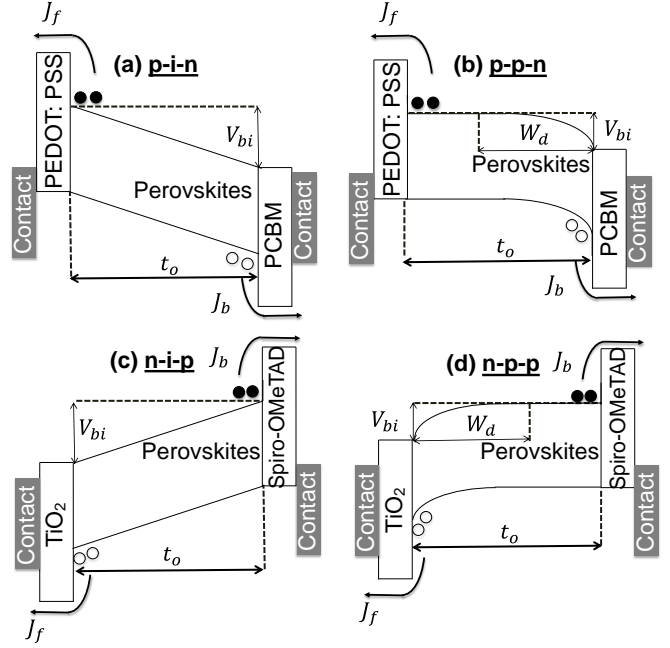 J_f
(a) p-i-n
PEDOT: PSS
V_bi
Perovskites
Contact
PCBM
Contact
t_o
J_b
J_f
(b) p-p-n
PEDOT: PSS
W_d
V_bi
Perovskites
Contact
PCBM
Contact
t_o
J_b
(c) n-i-p
J_b
V_bi
Perovskites
Spiro-OMeTAD
Contact
TiO₂
Contact
t_o
J_f
(d) n-p-p
J_b
V_bi
W_d
Perovskites
Spiro-OMeTAD
Contact
TiO₂
Contact
t_o
J_f